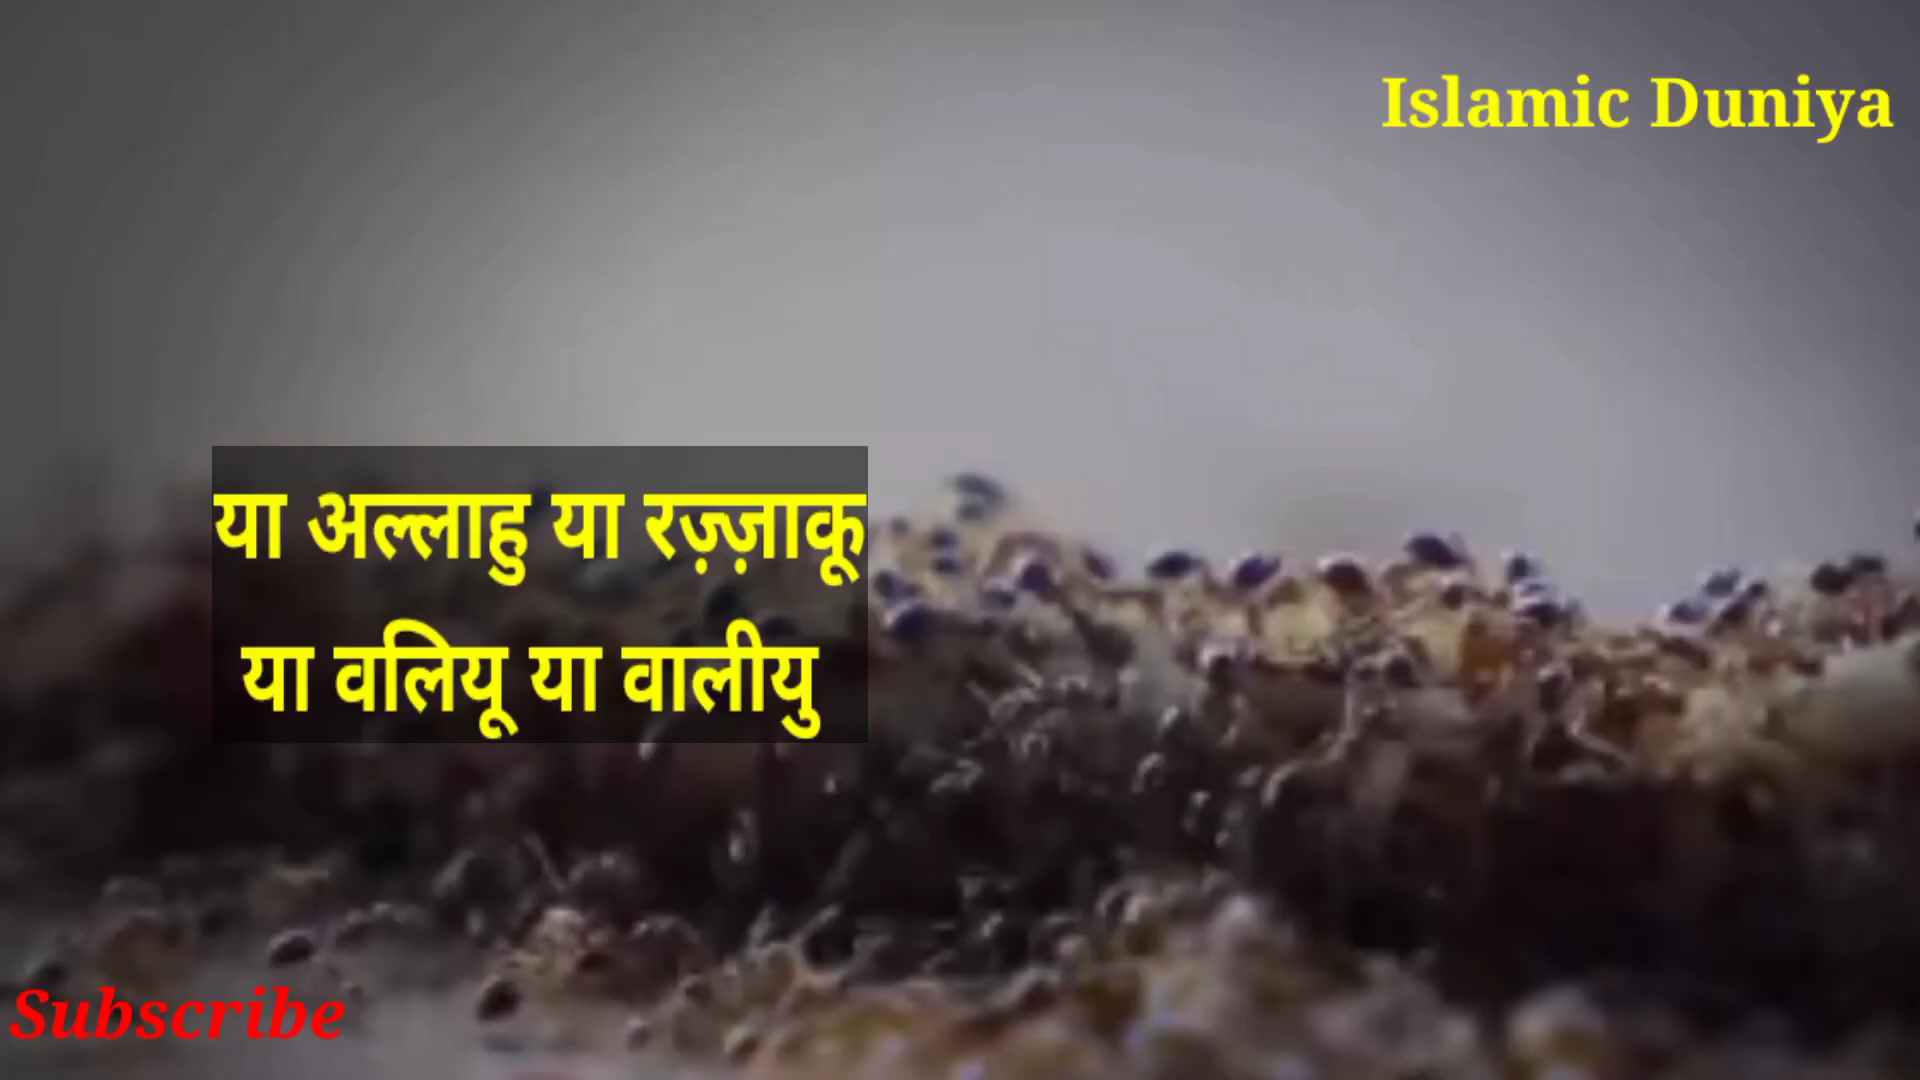 Islamic Duniya
या अल्लाहु या रज़्ज़ाकू
या वलियू या वालीयु
Subscribe